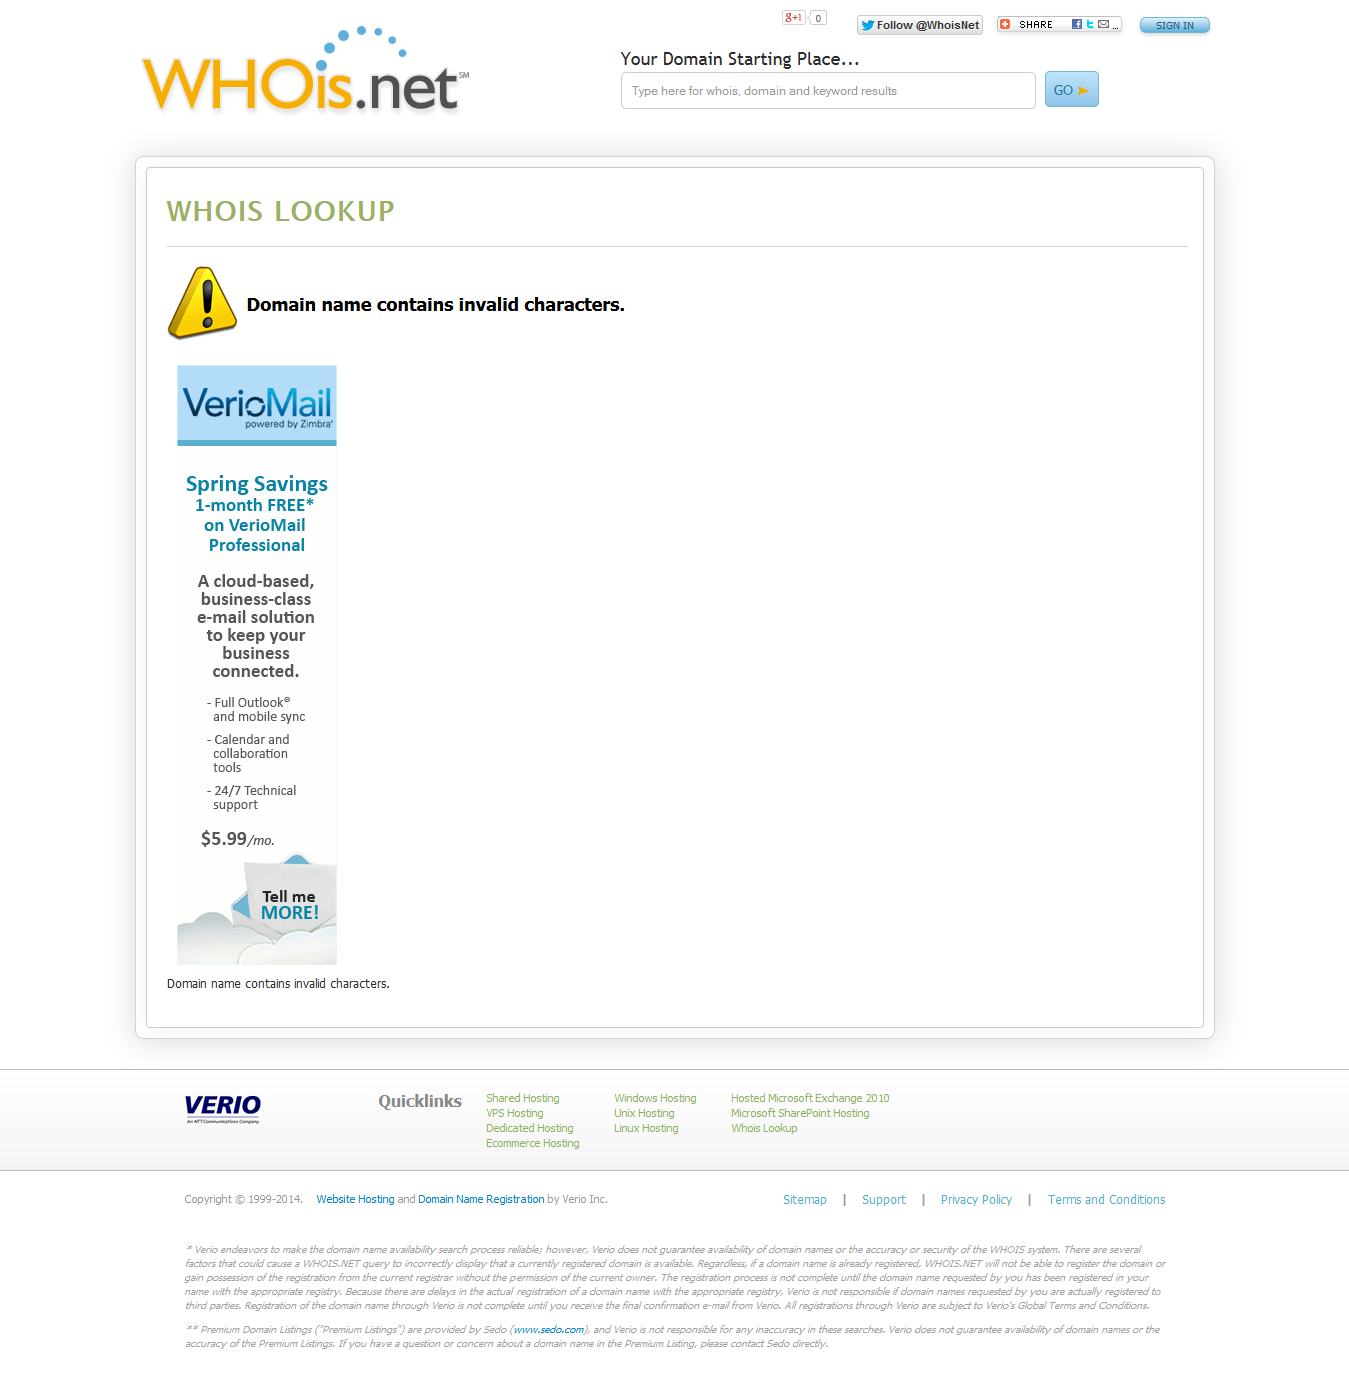 g+1 0
Follow @WhoisNet
SHARE ...
SIGN IN
WHOis.net℠
Your Domain Starting Place...
Type here for whois, domain and keyword results
GO
WHOIS LOOKUP
Domain name contains invalid characters.
VerioMail
powered by Zimbra®
Spring Savings
1-month FREE*
on VerioMail
Professional
A cloud-based,
business-class
e-mail solution
to keep your
business
connected.
- Full Outlook®
and mobile sync
- Calendar and
collaboration
tools
- 24/7 Technical
support
$5.99/mo.
Tell me
MORE!
Domain name contains invalid characters.
VERIO
An NTT Communications Company
Quicklinks
Shared Hosting
VPS Hosting
Dedicated Hosting
Ecommerce Hosting
Windows Hosting
Unix Hosting
Linux Hosting
Hosted Microsoft Exchange 2010
Microsoft SharePoint Hosting
Whois Lookup
Copyright © 1999-2014. Website Hosting and Domain Name Registration by Verio Inc.
Sitemap | Support | Privacy Policy | Terms and Conditions
* Verio endeavors to make the domain name availability search process reliable; however, Verio does not guarantee availability of domain names or the accuracy or security of the WHOIS system. There are several
factors that could cause a WHOIS.NET query to incorrectly display that a currently registered domain is available. Regardless, if a domain name is already registered, WHOIS.NET will not be able to register the domain or
gain possession of the registration from the current registrar without the permission of the current owner. The registration process is not complete until the domain name requested by you has been registered in your
name with the appropriate registry. Because there are delays in the actual registration of a domain name with the appropriate registry, Verio is not responsible if domain names requested by you are actually registered to
third parties. Registration of the domain name through Verio is not complete until you receive the final confirmation e-mail from Verio. All registrations through Verio are subject to Verio's Global Terms and Conditions.
** Premium Domain Listings ("Premium Listings") are provided by Sedo (www.sedo.com), and Verio is not responsible for any inaccuracy in these searches. Verio does not guarantee availability of domain names or the
accuracy of the Premium Listings. If you have a question or concern about a domain name in the Premium Listing, please contact Sedo directly.